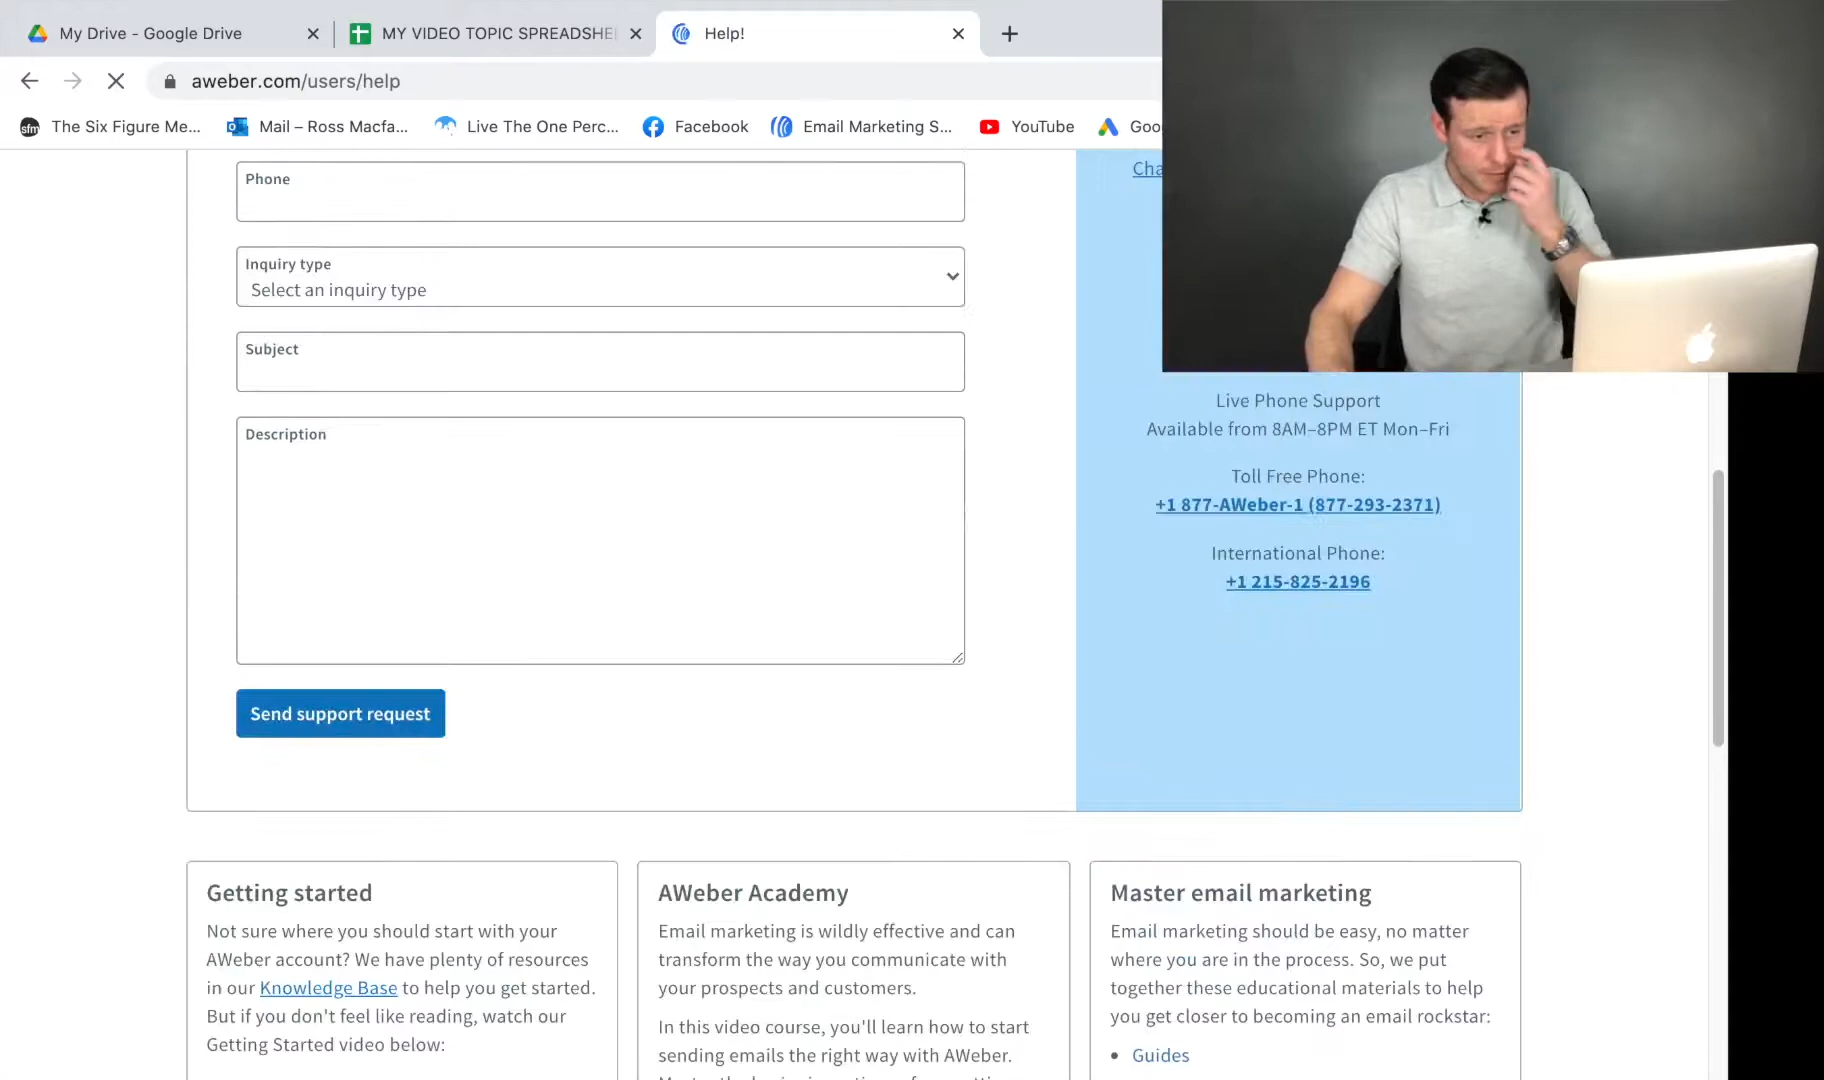 My Drive - Google Drive
MY VIDEO TOPIC SPREADSHE
Help!
aweber.com/users/help
sfm
The Six Figure Me...
Mail – Ross Macfa...
Live The One Perc...
Facebook
Email Marketing S...
YouTube
Goo
Phone
Inquiry type
Select an inquiry type
Subject
Description
Send support request
Cha
Live Phone Support
Available from 8AM–8PM ET Mon–Fri
Toll Free Phone:
+1 877-AWeber-1 (877-293-2371)
International Phone:
+1 215-825-2196
Getting started
Not sure where you should start with your
AWeber account? We have plenty of resources
in our Knowledge Base to help you get started.
But if you don't feel like reading, watch our
Getting Started video below:
AWeber Academy
Email marketing is wildly effective and can
transform the way you communicate with
your prospects and customers.
In this video course, you'll learn how to start
sending emails the right way with AWeber.
Master email marketing
Email marketing should be easy, no matter
where you are in the process. So, we put
together these educational materials to help
you get closer to becoming an email rockstar:
• Guides